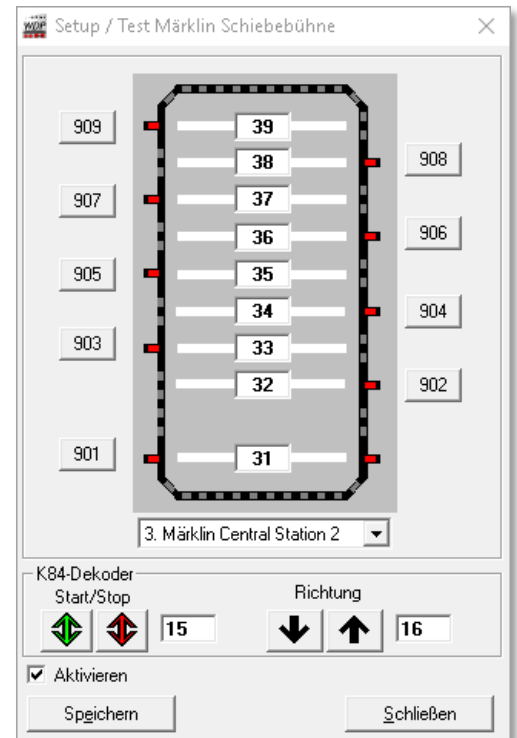 WDP Setup / Test Märklin Schiebebühne
909 39
38 908
907 37
36 906
905 35
34 904
903 33
32 902
901 31
3. Märklin Central Station 2
K84-Dekoder
Start/Stop Richtung
15 16
Aktivieren
Speichern Schließen